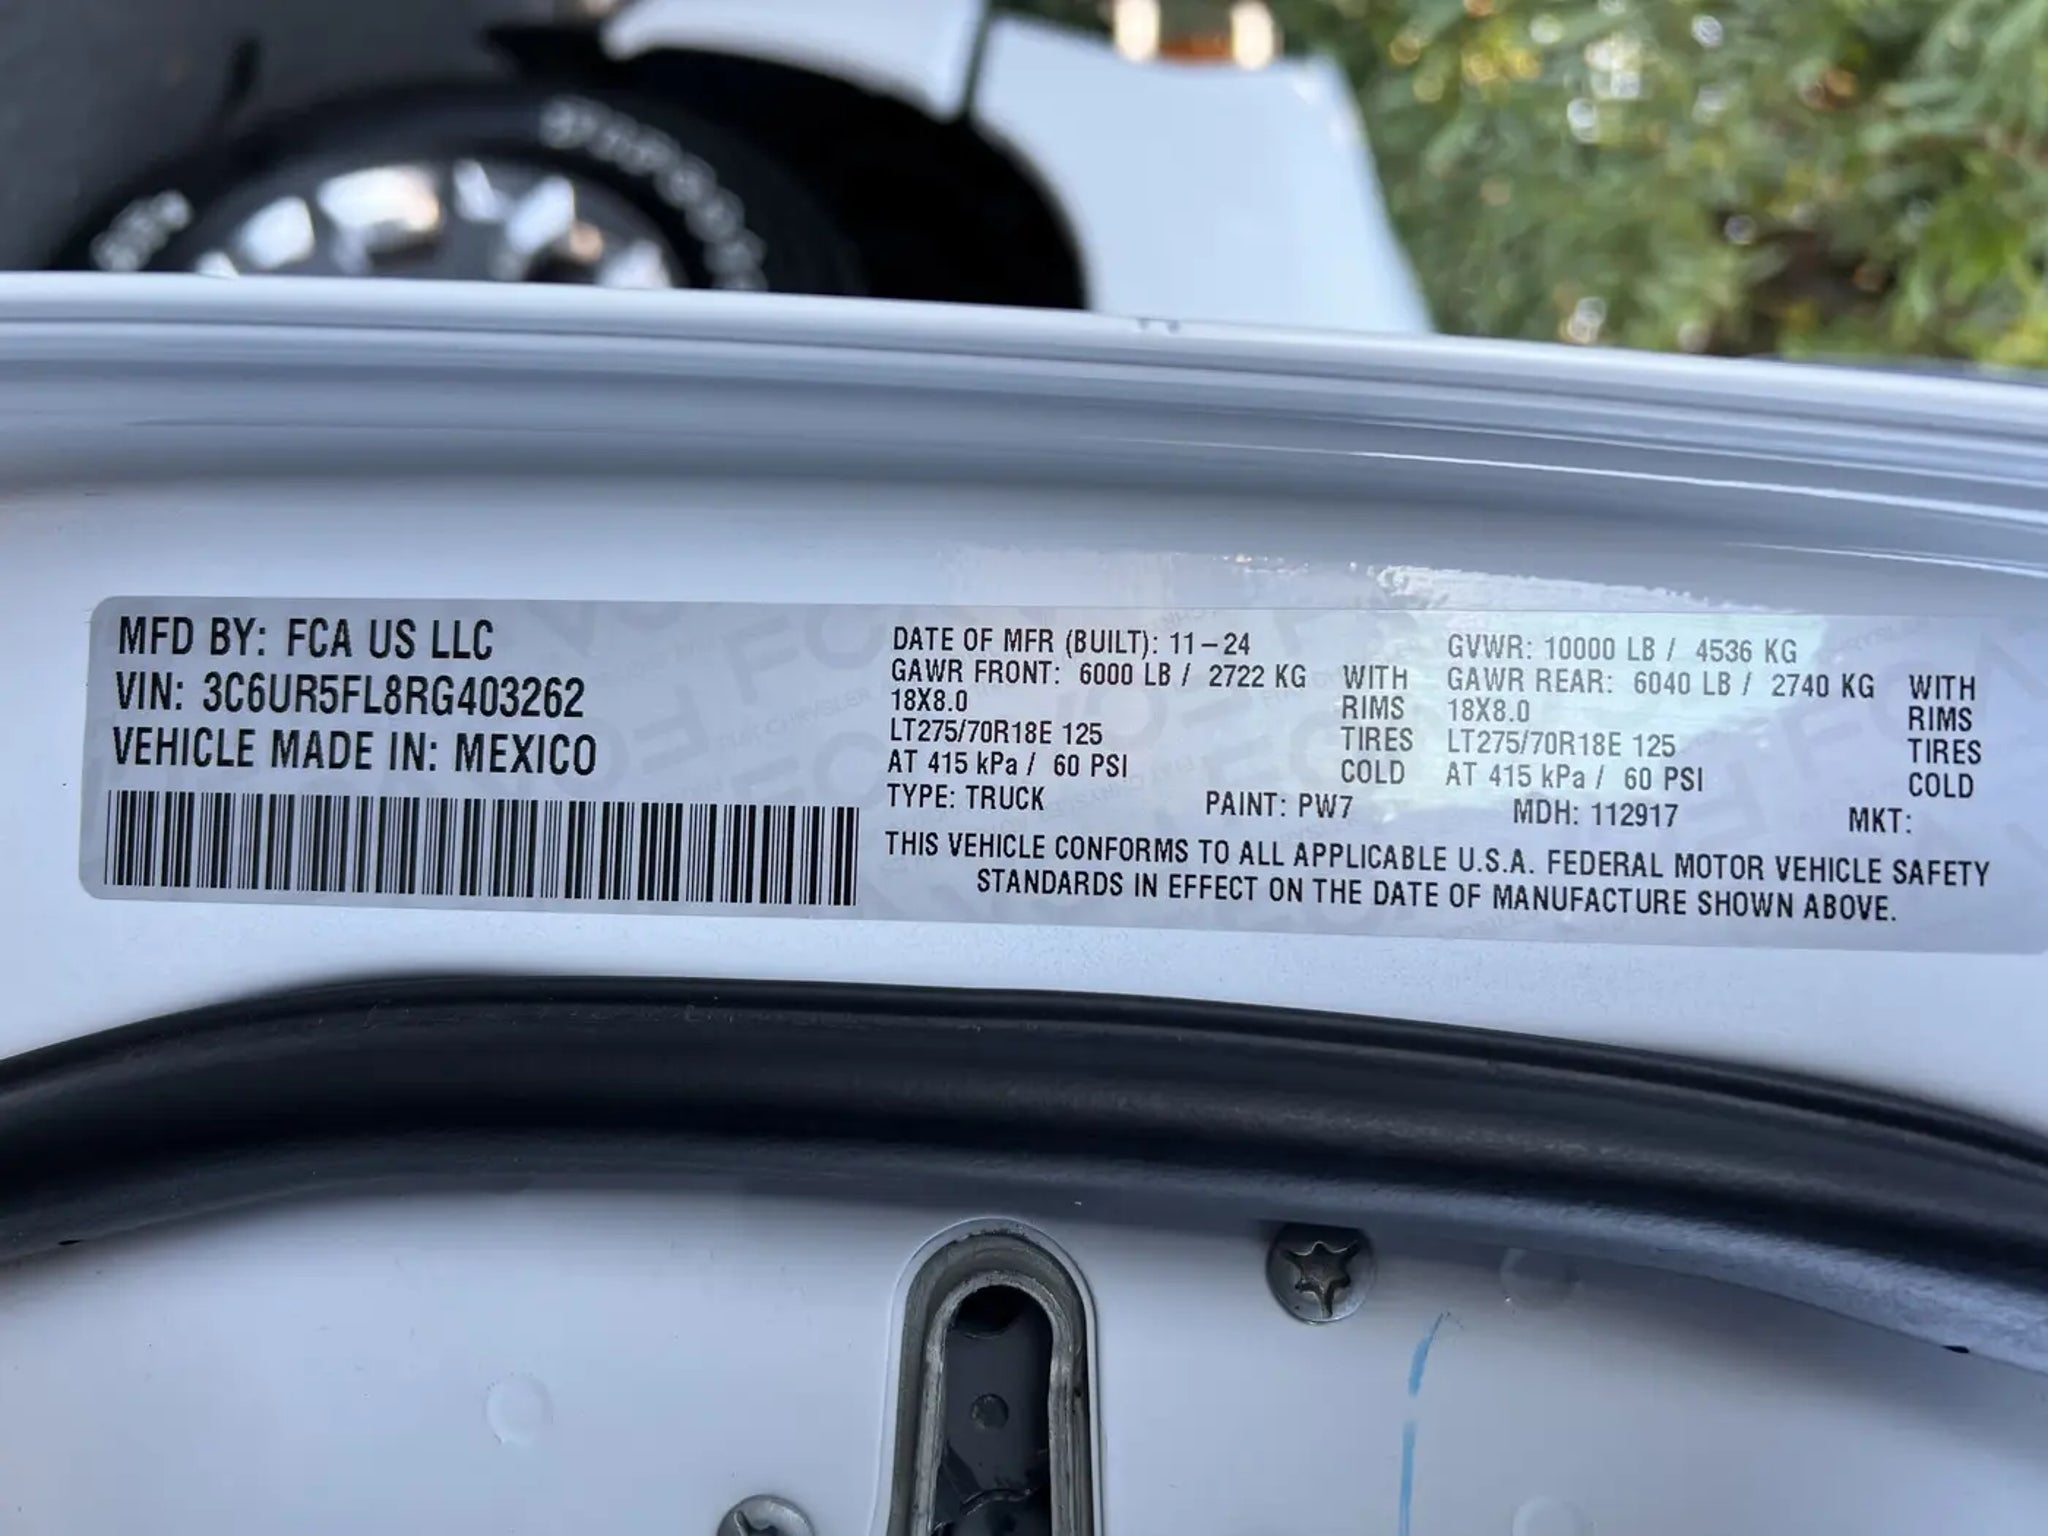 MFD BY: FCA US LLC
VIN: 3C6UR5FL8RG403262
VEHICLE MADE IN: MEXICO
DATE OF MFR (BUILT): 11-24
GAWR FRONT: 6000 LB / 2722 KG WITH
18X8.0 RIMS
LT275/70R18E 125 TIRES
AT 415 kPa / 60 PSI COLD
GVWR: 10000 LB / 4536 KG
GAWR REAR: 6040 LB / 2740 KG WITH
18X8.0 RIMS
LT275/70R18E 125 TIRES
AT 415 kPa / 60 PSI COLD
TYPE: TRUCK PAINT: PW7 MDH: 112917 MKT:
THIS VEHICLE CONFORMS TO ALL APPLICABLE U.S.A. FEDERAL MOTOR VEHICLE SAFETY
STANDARDS IN EFFECT ON THE DATE OF MANUFACTURE SHOWN ABOVE.